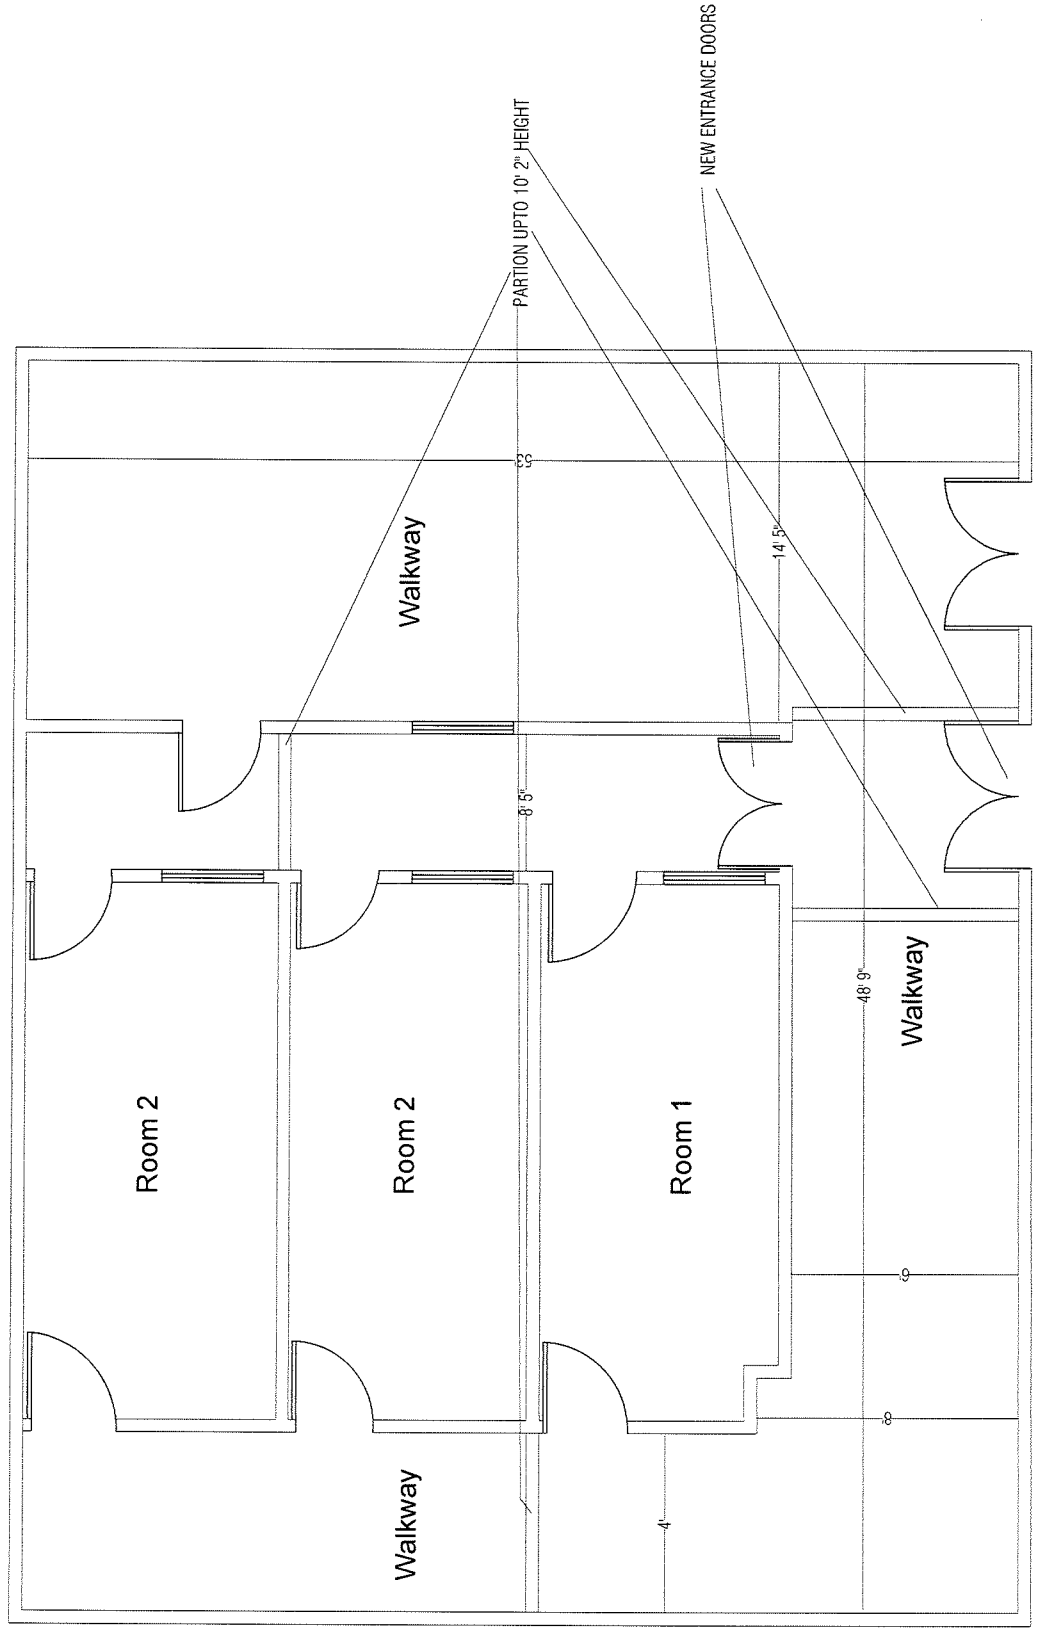 Room 2
Walkway
Room 2
Walkway
8' 5"
53'
PARTION UPTO 10' 2" HEIGHT
4'
Room 1
NEW ENTRANCE DOORS
14' 5"
48' 9"
8'
6'
Walkway